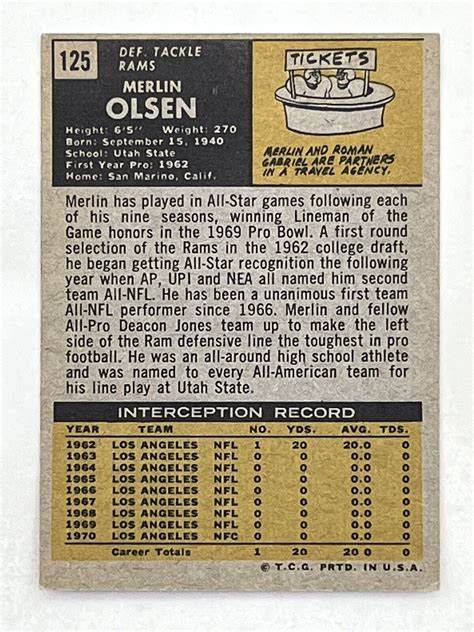 125
DEF. TACKLE
RAMS
MERLIN
OLSEN
Height: 6'5" Weight: 270
Born: September 15, 1940
School: Utah State
First Year Pro: 1962
Home: San Marino, Calif.
TICKETS
MERLIN AND ROMAN
GABRIEL ARE PARTNERS
IN A TRAVEL AGENCY.
Merlin has played in All-Star games following each
of his nine seasons, winning Lineman of the
Game honors in the 1969 Pro Bowl. A first round
selection of the Rams in the 1962 college draft,
he began getting All-Star recognition the following
year when AP, UPI and NEA all named him second
team All-NFL. He has been a unanimous first team
All-NFL performer since 1966. Merlin and fellow
All-Pro Deacon Jones team up to make the left
side of the Ram defensive line the toughest in pro
football. He was an all-around high school athlete
and was named to every All-American team for
his line play at Utah State.
INTERCEPTION RECORD
YEAR TEAM LEA. NO. YDS. AVG. TDS.
1962 LOS ANGELES NFL 1 20 20.0 0
1963 LOS ANGELES NFL 0 0 0 0
1964 LOS ANGELES NFL 0 0 0 0
1965 LOS ANGELES NFL 0 0 0 0
1966 LOS ANGELES NFL 0 0 0 0
1967 LOS ANGELES NFL 0 0 0 0
1968 LOS ANGELES NFL 0 0 0 0
1969 LOS ANGELES NFL 0 0 0 0
1970 LOS ANGELES NFC 0 0 0 0
Career Totals 1 20 20.0 0
© T.C.G. PRTD. IN U.S.A.